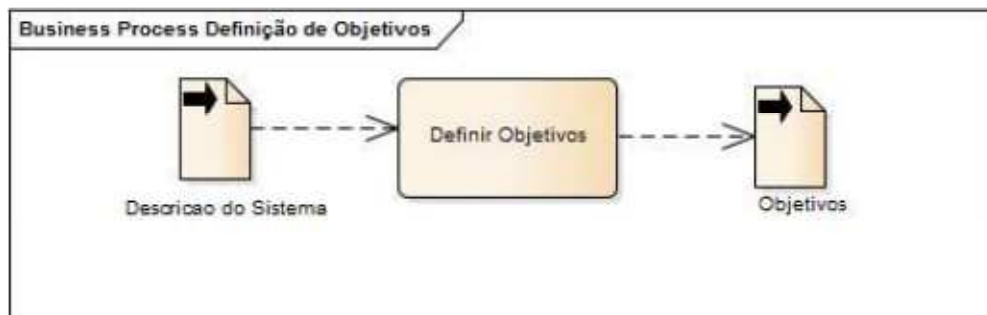 Business Process Definição de Objetivos
Definir Objetivos
Descricao do Sistema
Objetivos